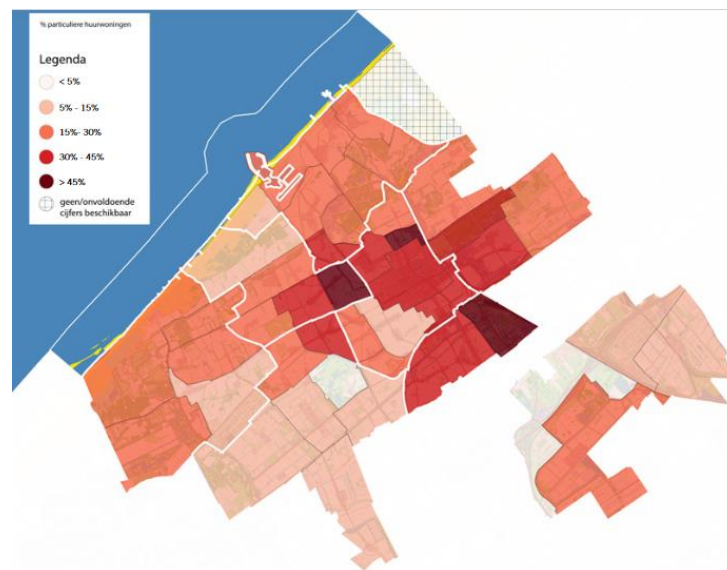 % particuliere huurwoningen
Legenda
< 5%
5% - 15%
15%- 30%
30% - 45%
> 45%
geen/onvoldoende
cijfers beschikbaar